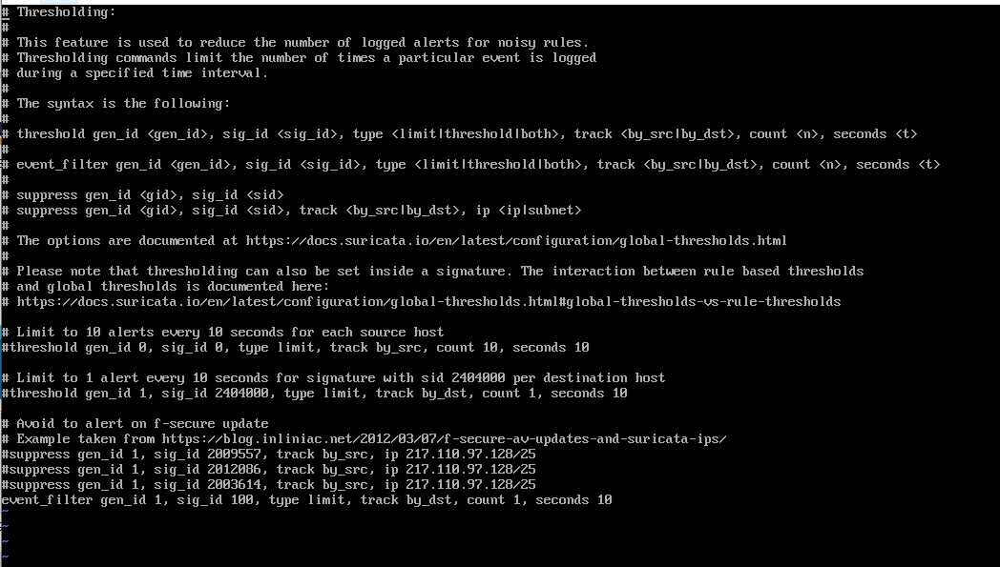 # Thresholding:
#
# This feature is used to reduce the number of logged alerts for noisy rules.
# Thresholding commands limit the number of times a particular event is logged
# during a specified time interval.
#
# The syntax is the following:
#
# threshold gen_id <gen_id>, sig_id <sig_id>, type <limit|threshold|both>, track <by_src|by_dst>, count <n>, seconds <t>
#
# event_filter gen_id <gen_id>, sig_id <sig_id>, type <limit|threshold|both>, track <by_src|by_dst>, count <n>, seconds <t>
#
# suppress gen_id <gid>, sig_id <sid>
# suppress gen_id <gid>, sig_id <sid>, track <by_src|by_dst>, ip <ip|subnet>
#
# The options are documented at https://docs.suricata.io/en/latest/configuration/global-thresholds.html
#
# Please note that thresholding can also be set inside a signature. The interaction between rule based thresholds
# and global thresholds is documented here:
# https://docs.suricata.io/en/latest/configuration/global-thresholds.html#global-thresholds-vs-rule-thresholds

# Limit to 10 alerts every 10 seconds for each source host
#threshold gen_id 0, sig_id 0, type limit, track by_src, count 10, seconds 10

# Limit to 1 alert every 10 seconds for signature with sid 2404000 per destination host
#threshold gen_id 1, sig_id 2404000, type limit, track by_dst, count 1, seconds 10

# Avoid to alert on f-secure update
# Example taken from https://blog.inliniac.net/2012/03/07/f-secure-av-updates-and-suricata-ips/
#suppress gen_id 1, sig_id 2009557, track by_src, ip 217.110.97.128/25
#suppress gen_id 1, sig_id 2012086, track by_src, ip 217.110.97.128/25
#suppress gen_id 1, sig_id 2003614, track by_src, ip 217.110.97.128/25
event_filter gen_id 1, sig_id 100, type limit, track by_dst, count 1, seconds 10
~
~
~
~